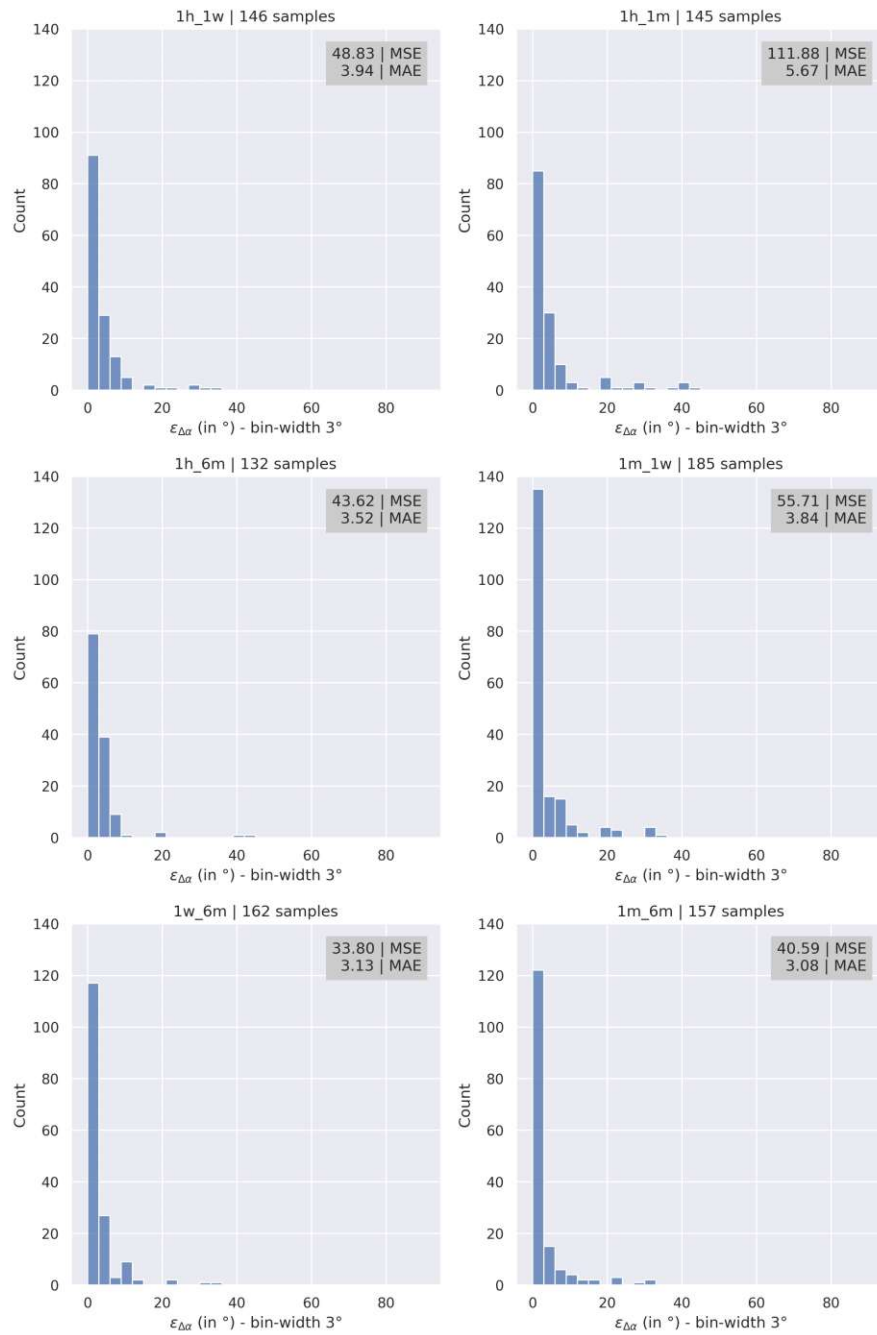 1h_1w | 146 samples
140
120
100
80
60
40
20
0
Count
48.83 | MSE
3.94 | MAE
0 20 40 60 80
εΔα (in °) - bin-width 3°
1h_1m | 145 samples
140
120
100
80
60
40
20
0
Count
111.88 | MSE
5.67 | MAE
0 20 40 60 80
εΔα (in °) - bin-width 3°
1h_6m | 132 samples
140
120
100
80
60
40
20
0
Count
43.62 | MSE
3.52 | MAE
0 20 40 60 80
εΔα (in °) - bin-width 3°
1m_1w | 185 samples
140
120
100
80
60
40
20
0
Count
55.71 | MSE
3.84 | MAE
0 20 40 60 80
εΔα (in °) - bin-width 3°
1w_6m | 162 samples
140
120
100
80
60
40
20
0
Count
33.80 | MSE
3.13 | MAE
0 20 40 60 80
εΔα (in °) - bin-width 3°
1m_6m | 157 samples
140
120
100
80
60
40
20
0
Count
40.59 | MSE
3.08 | MAE
0 20 40 60 80
εΔα (in °) - bin-width 3°